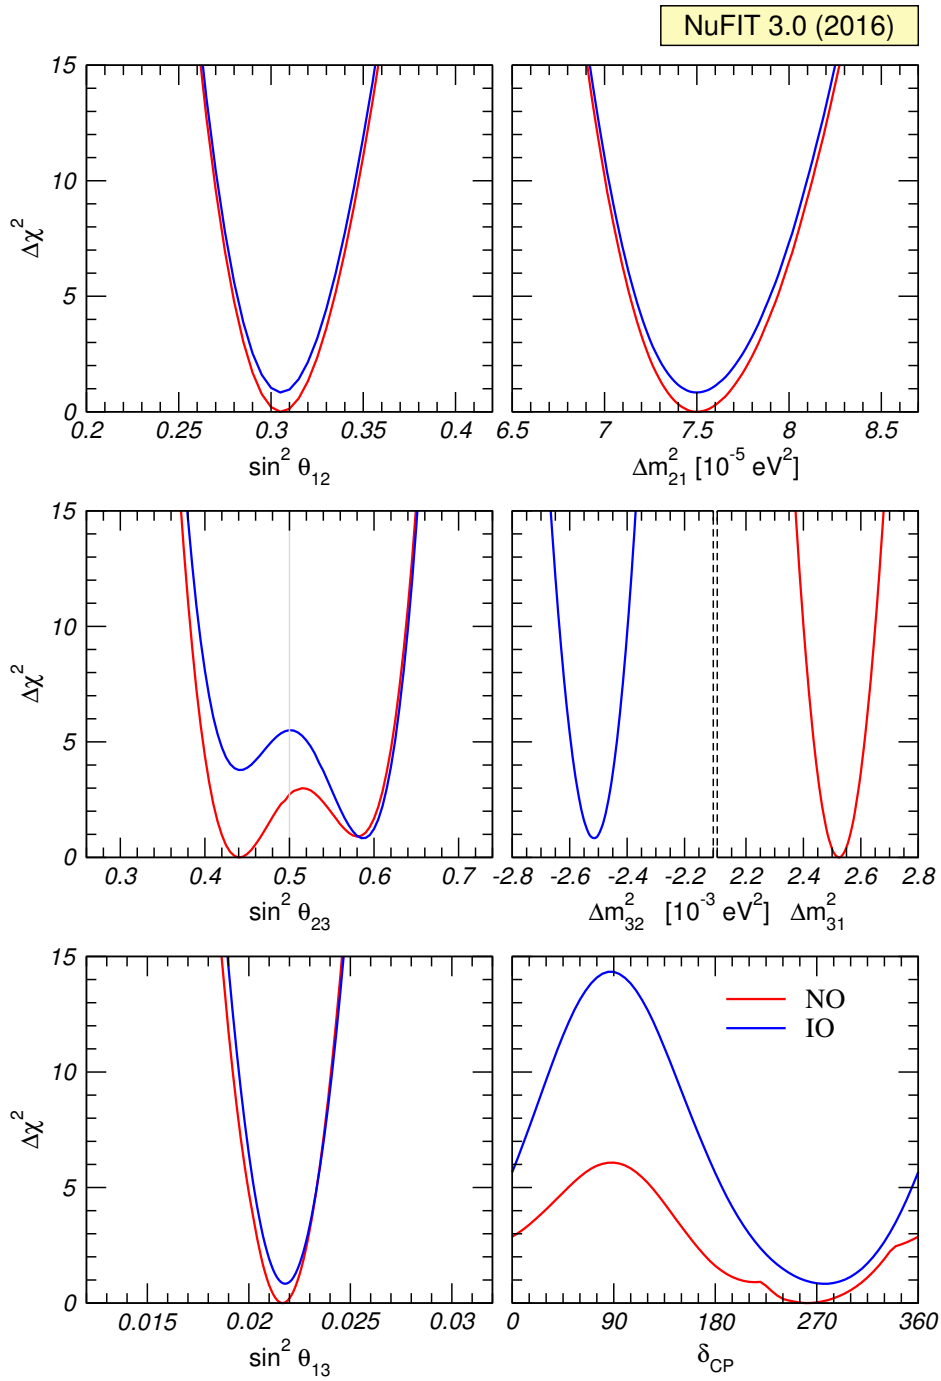 NuFIT 3.0 (2016)
15
10
5
0
Δχ²
0.2 0.25 0.3 0.35 0.4
sin² θ₁₂
6.5 7 7.5 8 8.5
Δm²₂₁ [10⁻⁵ eV²]
15
10
5
0
Δχ²
0.3 0.4 0.5 0.6 0.7
sin² θ₂₃
-2.8 -2.6 -2.4 -2.2 2.2 2.4 2.6 2.8
Δm²₃₂ [10⁻³ eV²] Δm²₃₁
15
10
5
0
Δχ²
0.015 0.02 0.025 0.03
sin² θ₁₃
NO
IO
0 90 180 270 360
δCP